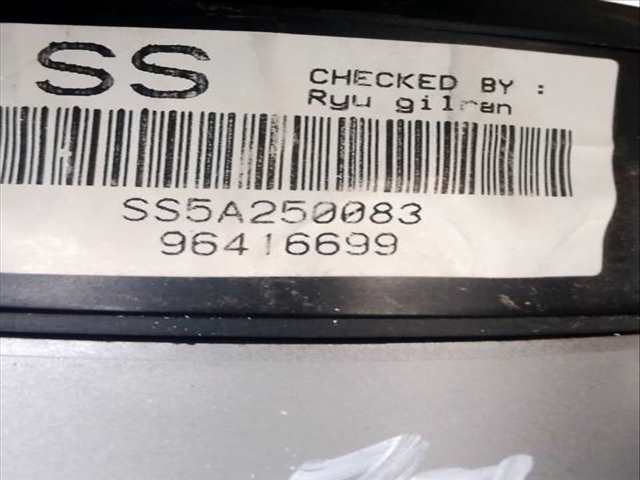 SS
CHECKED BY :
Ryu gilran
SS5A250083
96416699